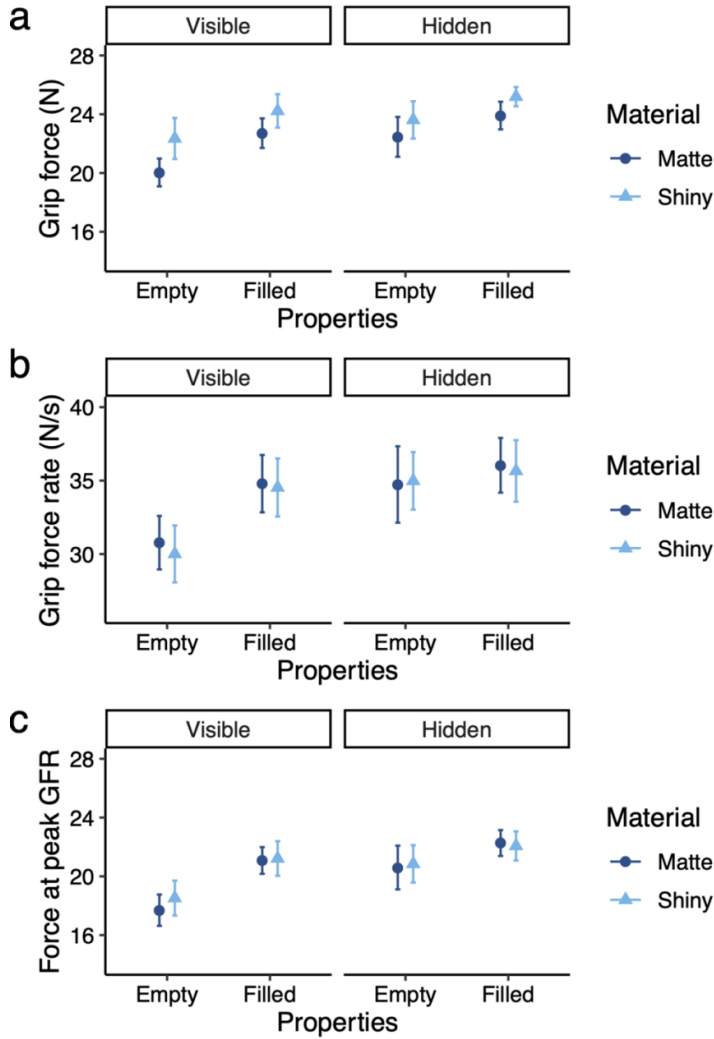 a
Visible
Hidden
Grip force (N)
28
24
20
16
Empty
Filled
Empty
Filled
Properties
Material
Matte
Shiny
b
Visible
Hidden
Grip force rate (N/s)
40
35
30
Empty
Filled
Empty
Filled
Properties
Material
Matte
Shiny
c
Visible
Hidden
Force at peak GFR
28
24
20
16
Empty
Filled
Empty
Filled
Properties
Material
Matte
Shiny